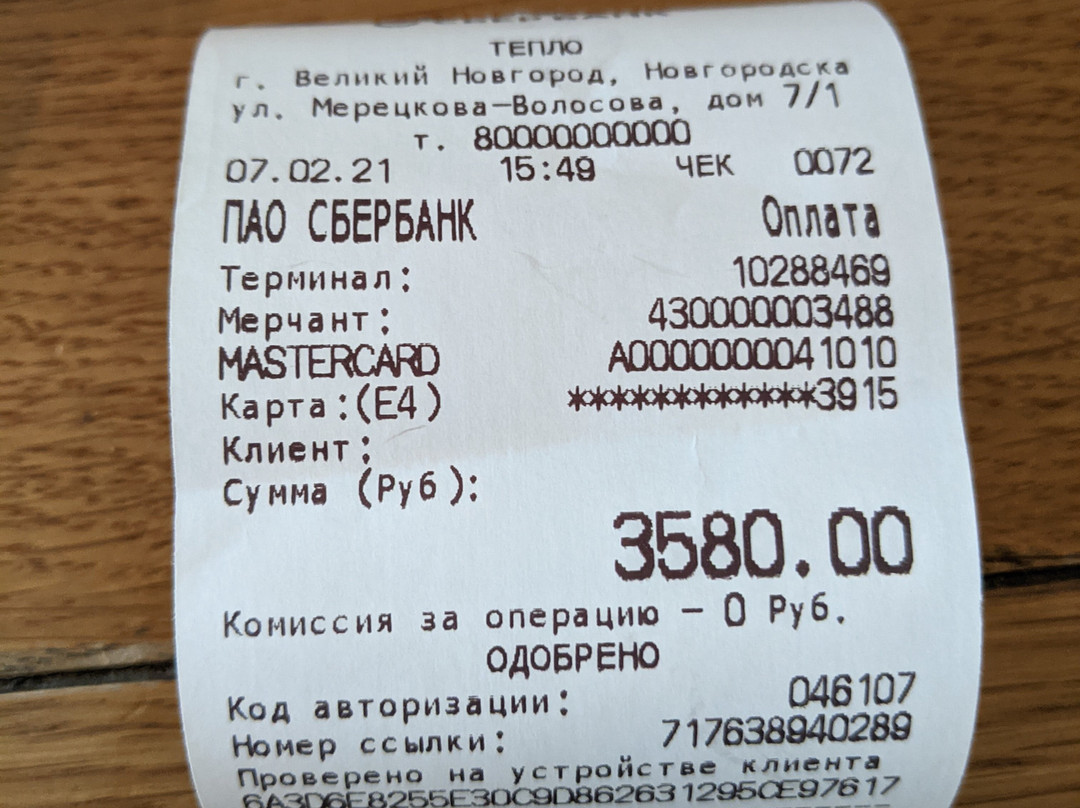 ТЕПЛО
г. Великий Новгород, Новгородска
ул. Мерецкова-Волосова, дом 7/1
т. 80000000000
07.02.21 15:49 ЧЕК 0072
ПАО СБЕРБАНК Оплата
Терминал: 10288469
Мерчант: 430000003488
MASTERCARD A0000000041010
Карта:(E4) ************3915
Клиент:
Сумма (Руб):
3580.00
Комиссия за операцию – 0 Руб.
ОДОБРЕНО
Код авторизации: 046107
Номер ссылки: 717638940289
Проверено на устройстве клиента
6A3D6E8255E30C9D862631295CE97617